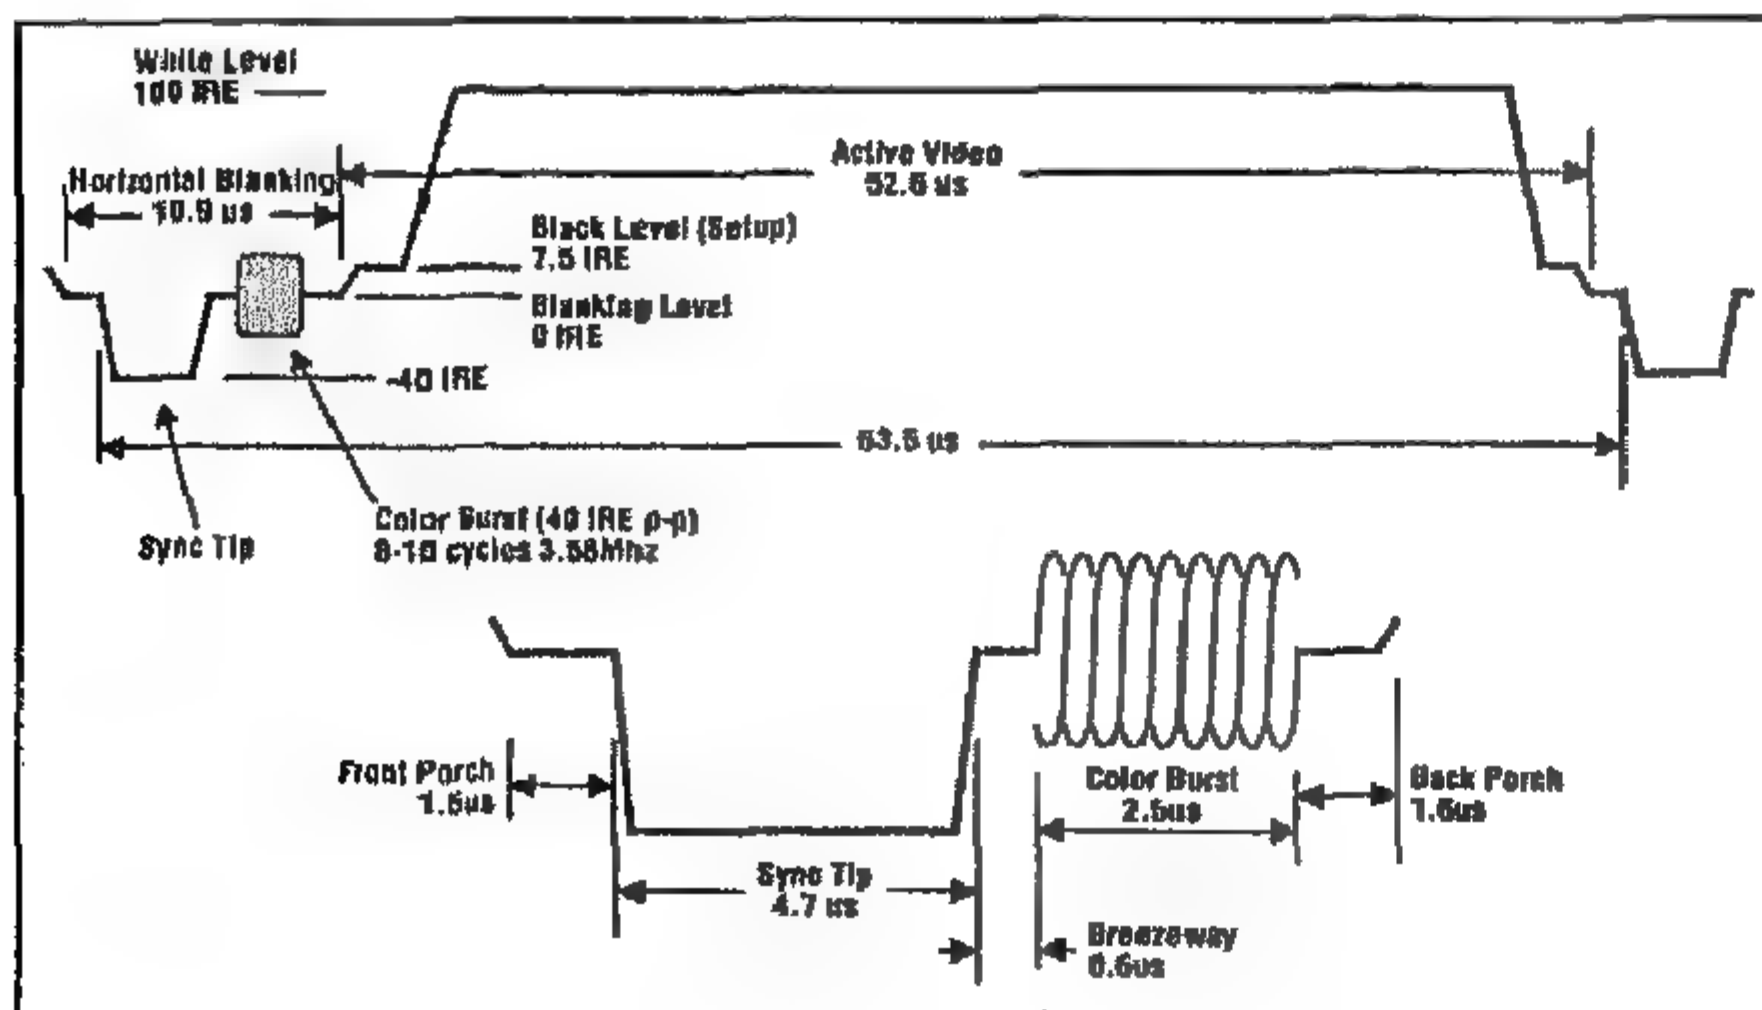 White Level
100 IRE
Active Video
52.6 us
Horizontal Blanking
10.9 us
Black Level (Setup)
7.5 IRE
Blanking Level
0 IRE
-40 IRE
63.5 us
Sync Tip
Color Burst (40 IRE p-p)
8-10 cycles 3.58Mhz
Front Porch
1.5us
Color Burst
2.5us
Back Porch
1.6us
Sync Tip
4.7 us
Breezeway
0.6us